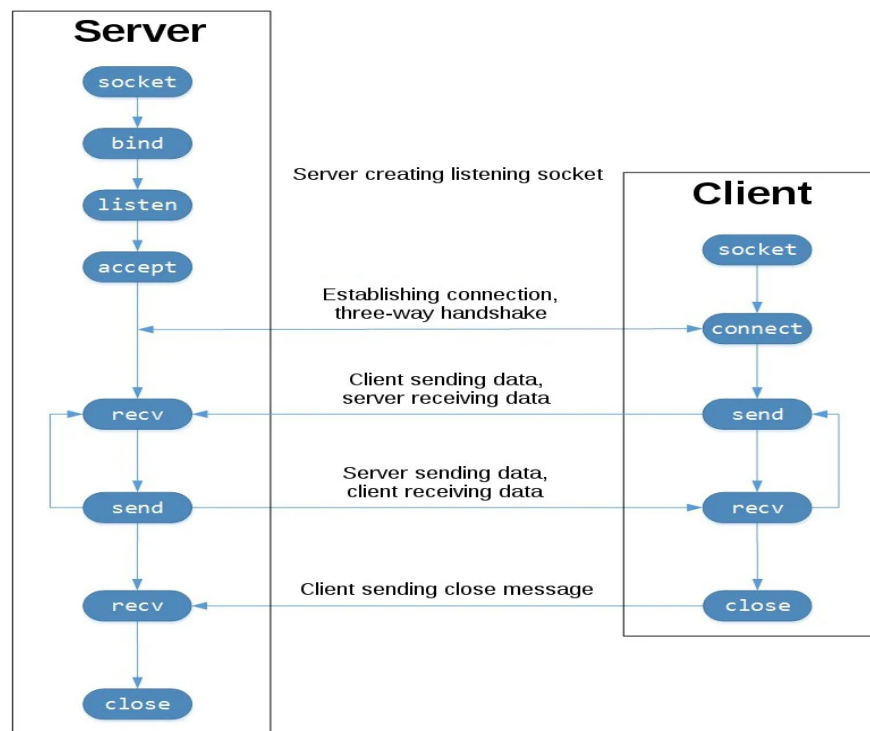 Server
socket
bind
listen
accept
recv
send
recv
close
Server creating listening socket
Establishing connection,
three-way handshake
Client sending data,
server receiving data
Server sending data,
client receiving data
Client sending close message
Client
socket
connect
send
recv
close